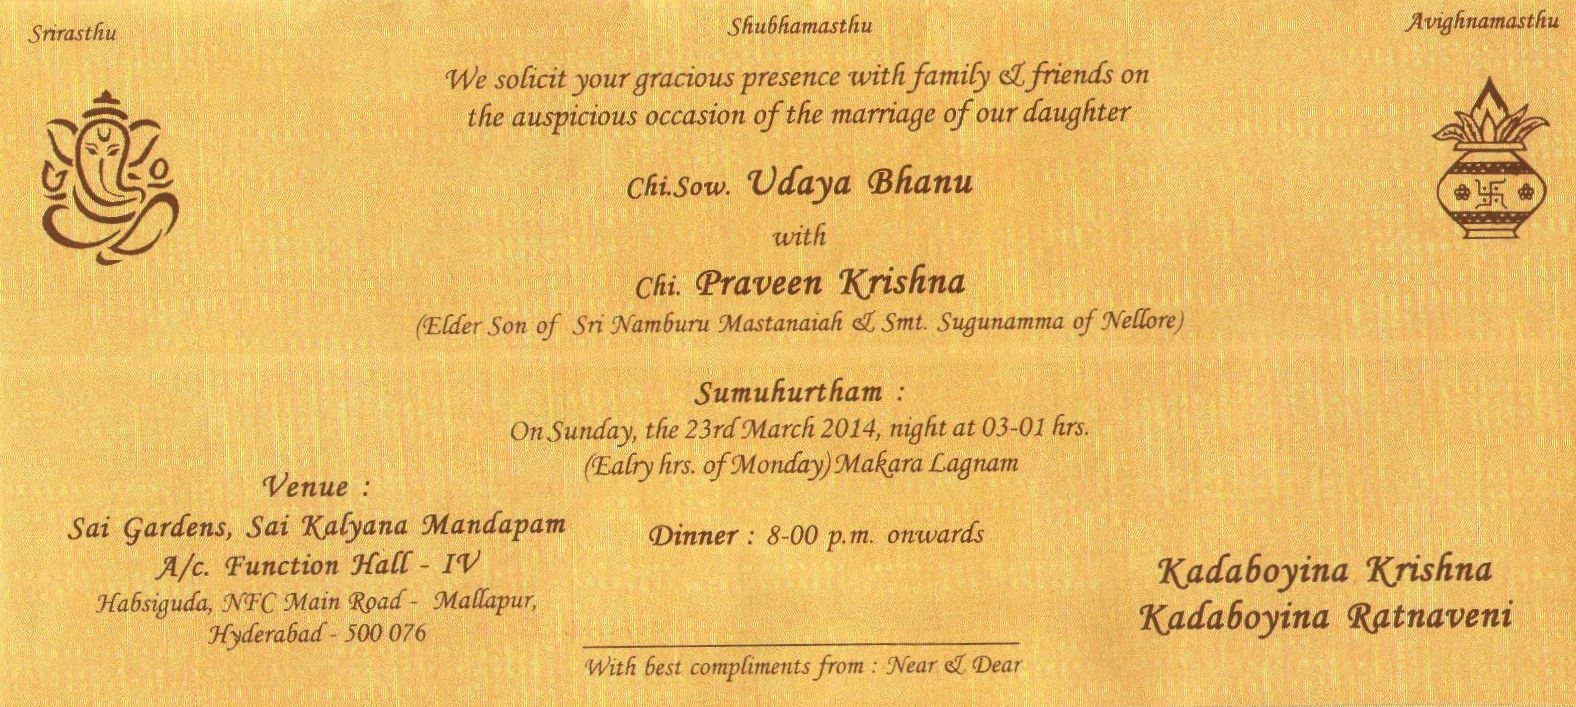 Srirasthu
Shubhamasthu
Avighnamasthu
We solicit your gracious presence with family & friends on
the auspicious occasion of the marriage of our daughter
Chi.Sow. Udaya Bhanu
with
Chi. Praveen Krishna
(Elder Son of Sri Namburu Mastanaiah & Smt. Sugunamma of Nellore)
Sumuhurtham :
On Sunday, the 23rd March 2014, night at 03-01 hrs.
(Ealry hrs. of Monday) Makara Lagnam
Venue :
Sai Gardens, Sai Kalyana Mandapam
A/c. Function Hall - IV
Habsiguda, NFC Main Road - Mallapur,
Hyderabad - 500 076
Dinner : 8-00 p.m. onwards
Kadaboyina Krishna
Kadaboyina Ratnaveni
With best compliments from : Near & Dear